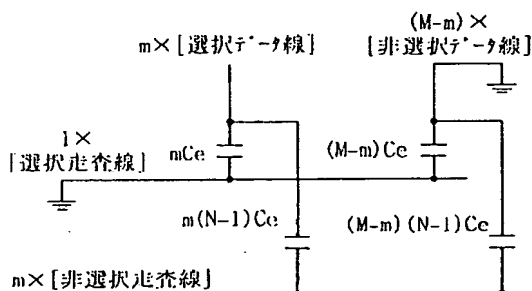 m×[選択データ線]
(M-m)×
[非選択データ線]
1×
[選択走査線]
mCe
(M-m)Ce
m(N-1)Ce
(M-m)(N-1)Ce
m×[非選択走査線]